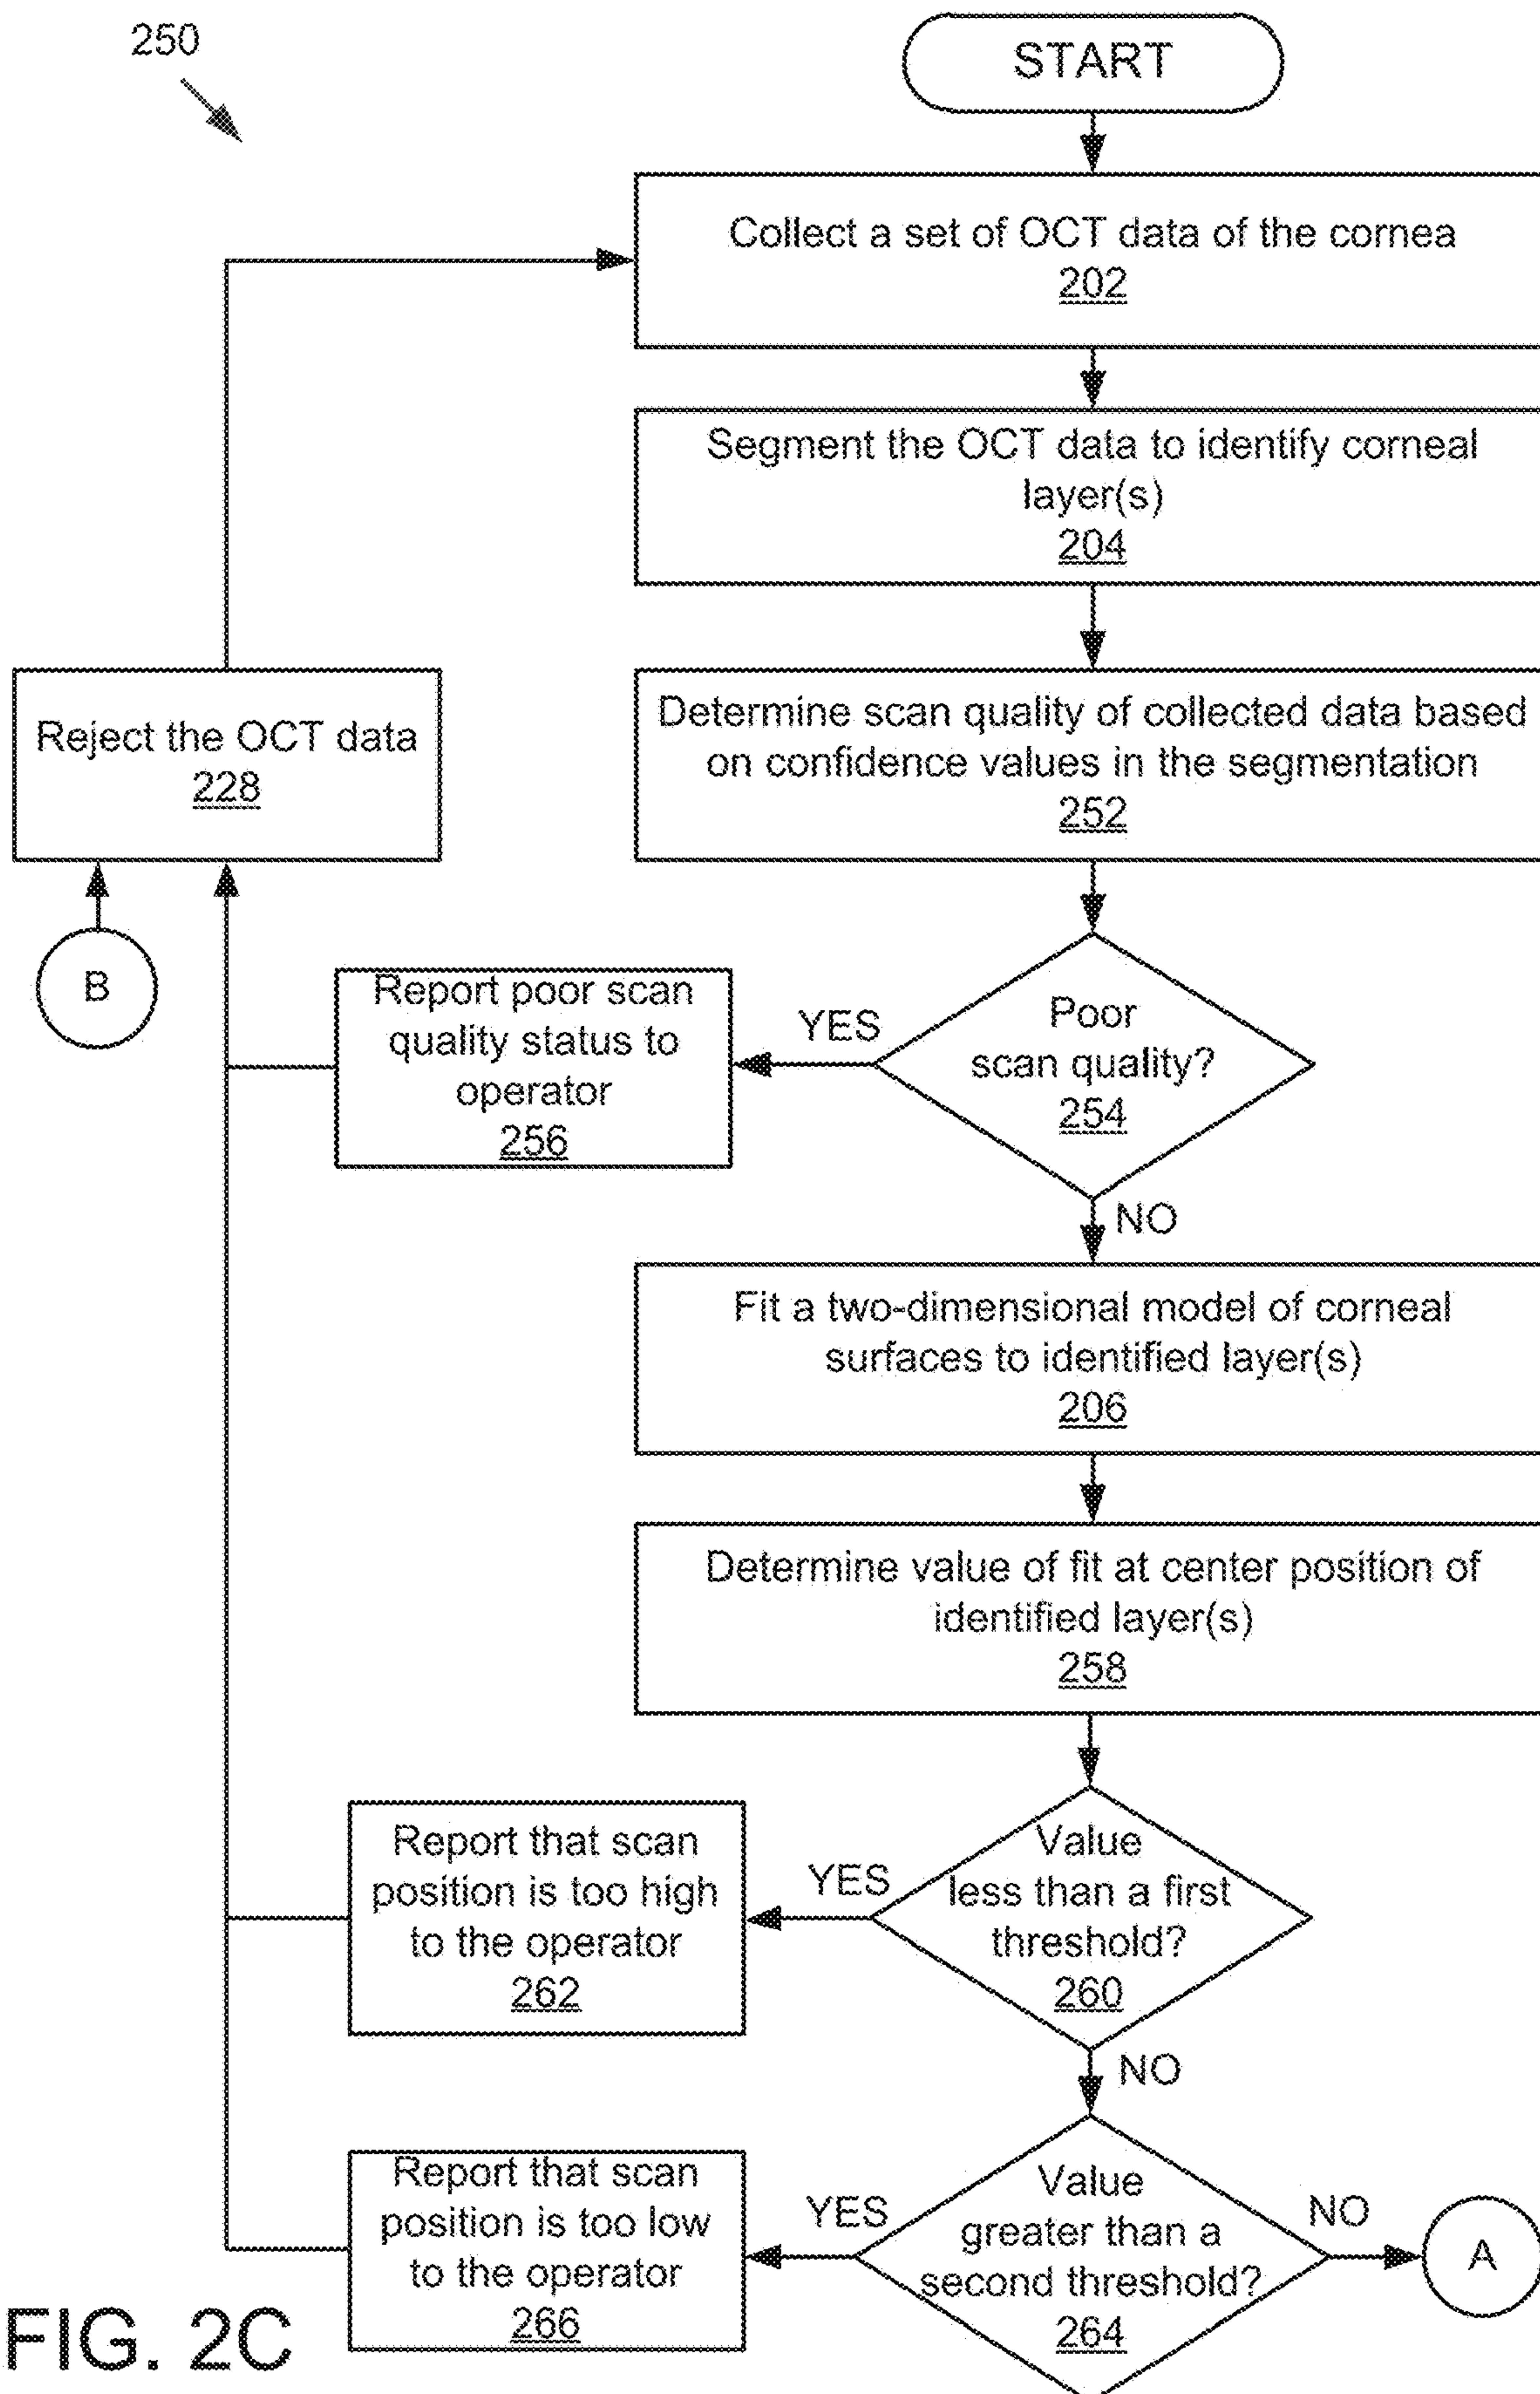 250
START
Collect a set of OCT data of the cornea
202
Segment the OCT data to identify corneal
layer(s)
204
Reject the OCT data
228
Determine scan quality of collected data based
on confidence values in the segmentation
252
B
Report poor scan
quality status to
operator
256
YES
Poor
scan quality?
254
NO
Fit a two-dimensional model of corneal
surfaces to identified layer(s)
206
Determine value of fit at center position of
identified layer(s)
258
Report that scan
position is too high
to the operator
262
YES
Value
less than a first
threshold?
260
NO
Report that scan
position is too low
to the operator
266
YES
Value
greater than a
second threshold?
264
NO
A
FIG. 2C